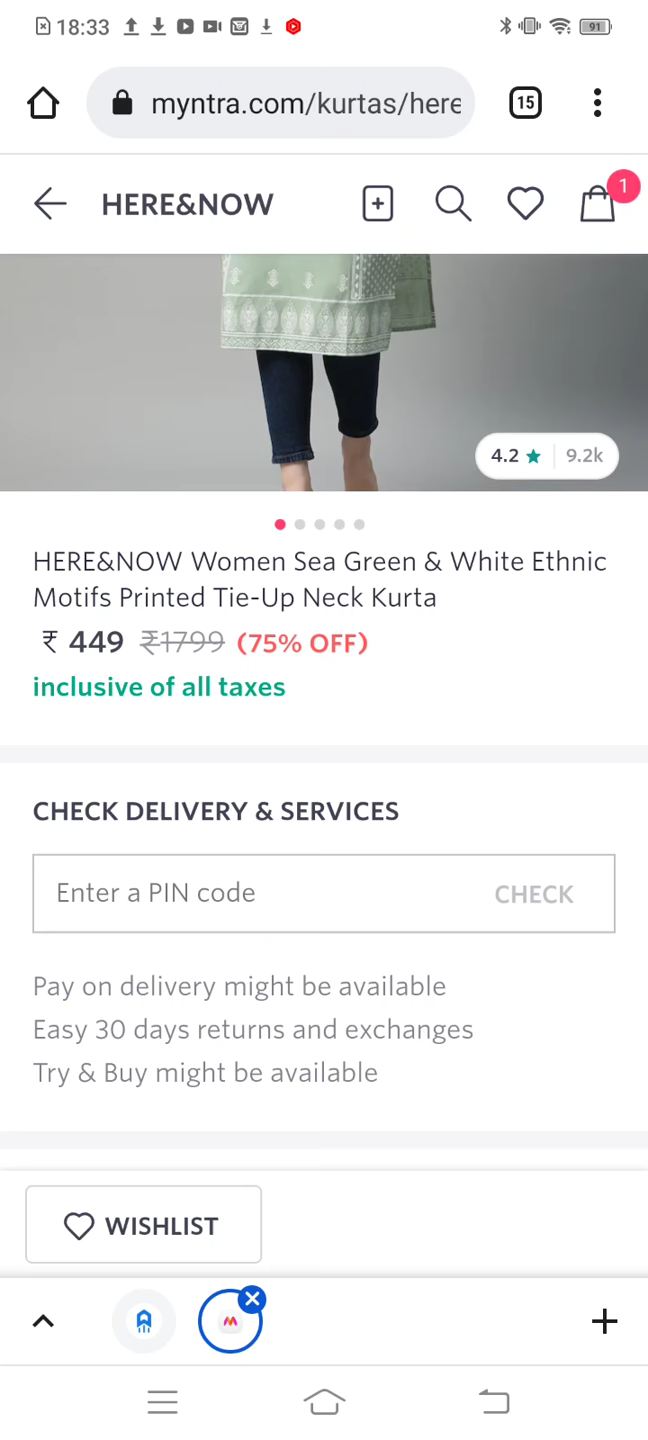 18:33
91
myntra.com/kurtas/here
15
HERE&NOW
1
4.2 ★ | 9.2k
HERE&NOW Women Sea Green & White Ethnic
Motifs Printed Tie-Up Neck Kurta
₹ 449 ₹1799 (75% OFF)
inclusive of all taxes
CHECK DELIVERY & SERVICES
Enter a PIN code CHECK
Pay on delivery might be available
Easy 30 days returns and exchanges
Try & Buy might be available
WISHLIST